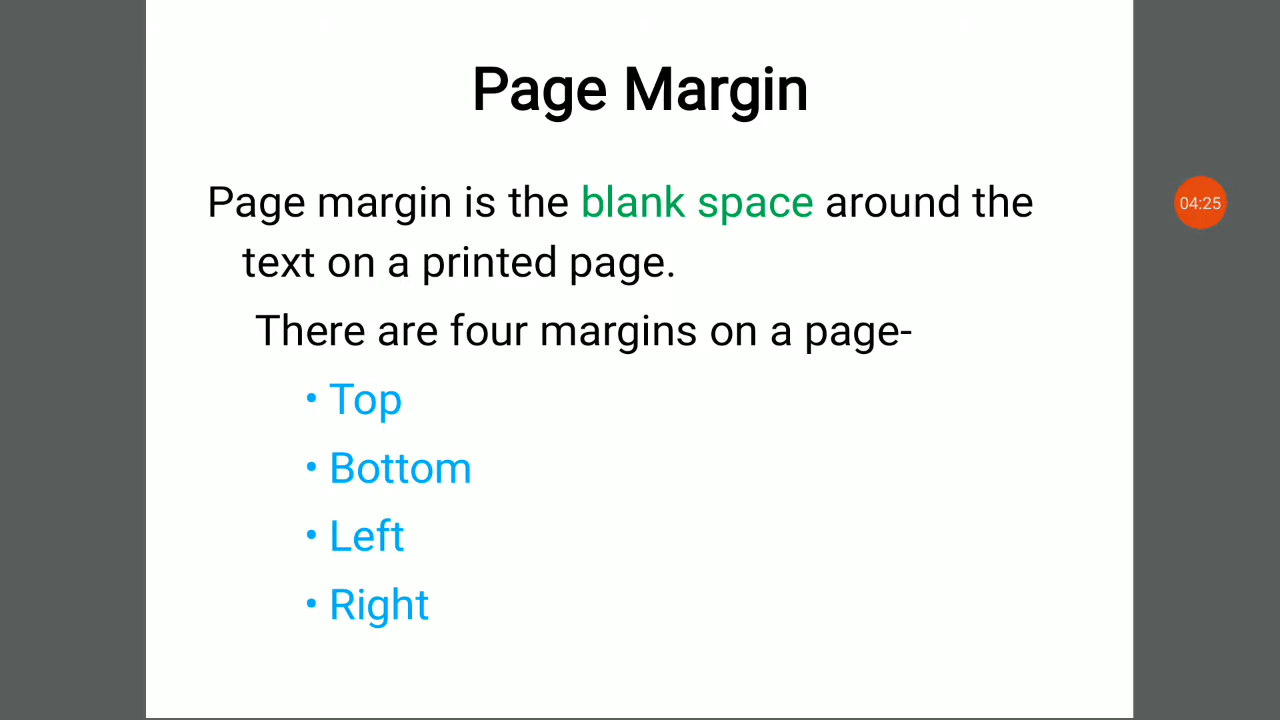 Page Margin
Page margin is the blank space around the
text on a printed page.
There are four margins on a page-
• Top
• Bottom
• Left
• Right
04:25